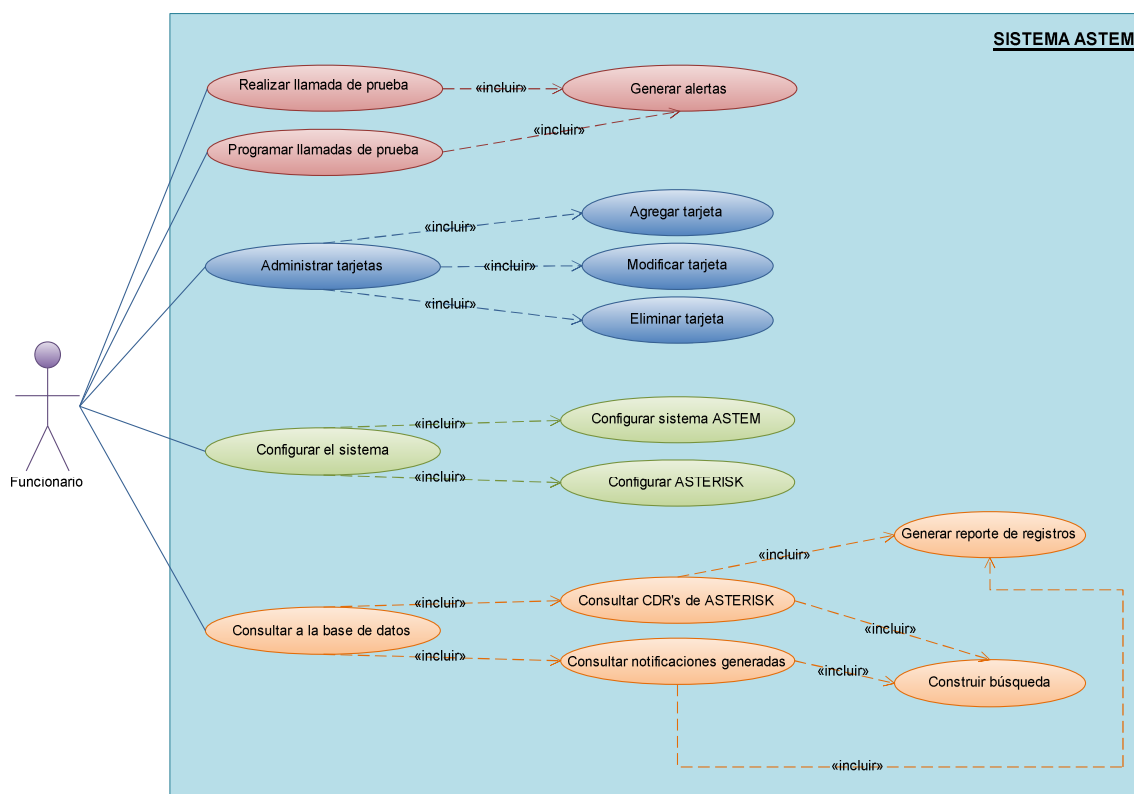 SISTEMA ASTEM
Realizar llamada de prueba
«incluir»
Generar alertas
«incluir»
Programar llamadas de prueba
Agregar tarjeta
«incluir»
Administrar tarjetas
«incluir»
Modificar tarjeta
«incluir»
Eliminar tarjeta
Funcionario
«incluir»
Configurar sistema ASTEM
Configurar el sistema
«incluir»
Configurar ASTERISK
Generar reporte de registros
«incluir»
«incluir»
Consultar CDR's de ASTERISK
Consultar a la base de datos
«incluir»
«incluir»
Consultar notificaciones generadas
«incluir»
Construir búsqueda
«incluir»